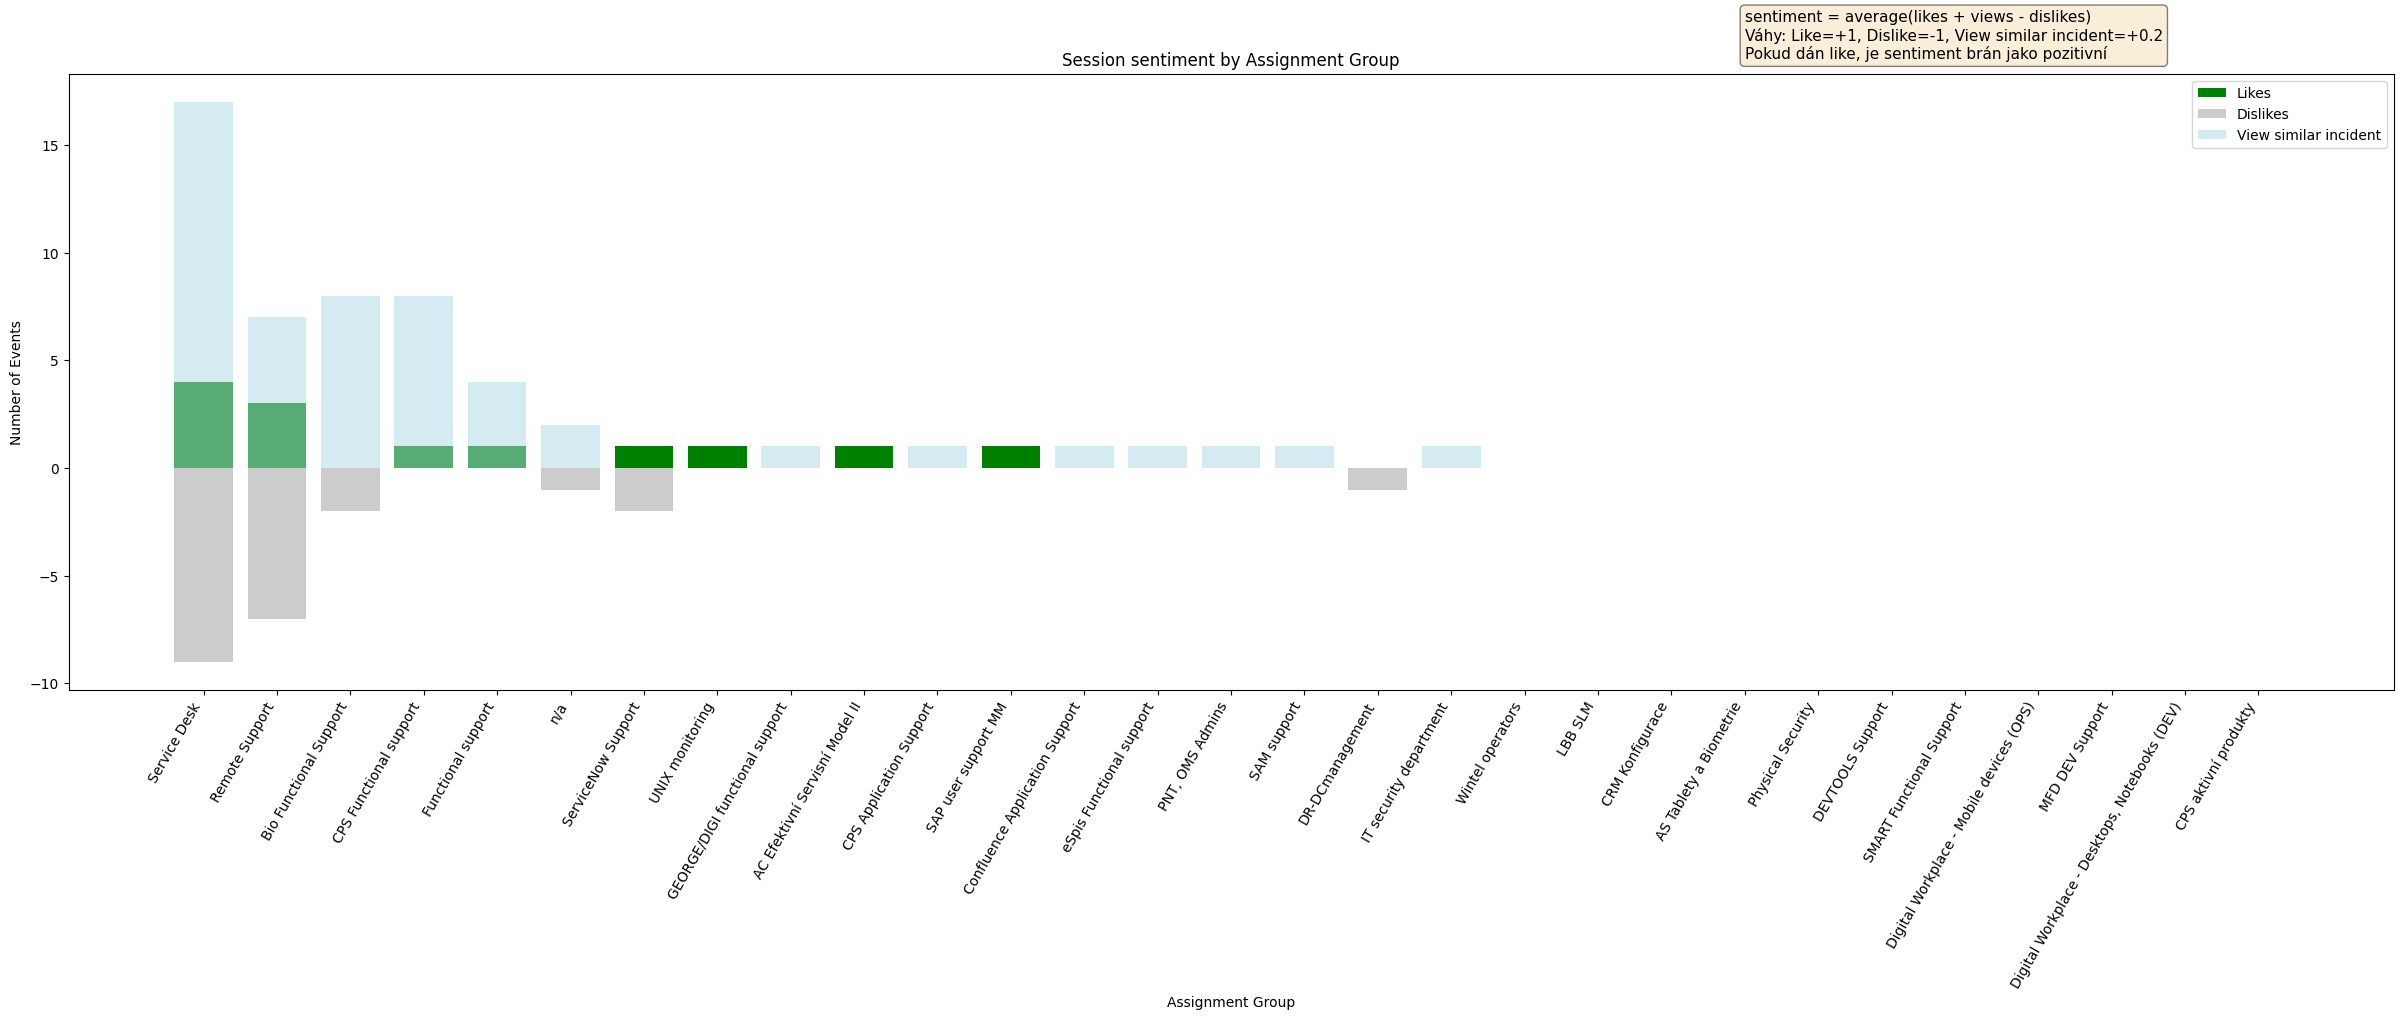 sentiment = average(likes + views - dislikes)
Váhy: Like=+1, Dislike=-1, View similar incident=+0.2
Pokud dán like, je sentiment brán jako pozitivní
Session sentiment by Assignment Group
Likes
Dislikes
View similar incident
Number of Events
15
10
5
0
−5
−10
Service Desk
Remote Support
Bio Functional Support
CPS Functional support
Functional support
n/a
ServiceNow Support
UNIX monitoring
GEORGE/DIGI functional support
AC Efektivní Servisní Model II
CPS Application Support
SAP user support MM
Confluence Application Support
eSpis Functional support
PNT, OMS Admins
SAM support
DR-DCmanagement
IT security department
Wintel operators
LBB SLM
CRM Konfigurace
AS Tablety a Biometrie
Physical Security
DEVTOOLS Support
SMART Functional Support
Digital Workplace - Mobile devices (OPS)
MFD DEV Support
Digital Workplace - Desktops, Notebooks (DEV)
CPS aktivní produkty
Assignment Group